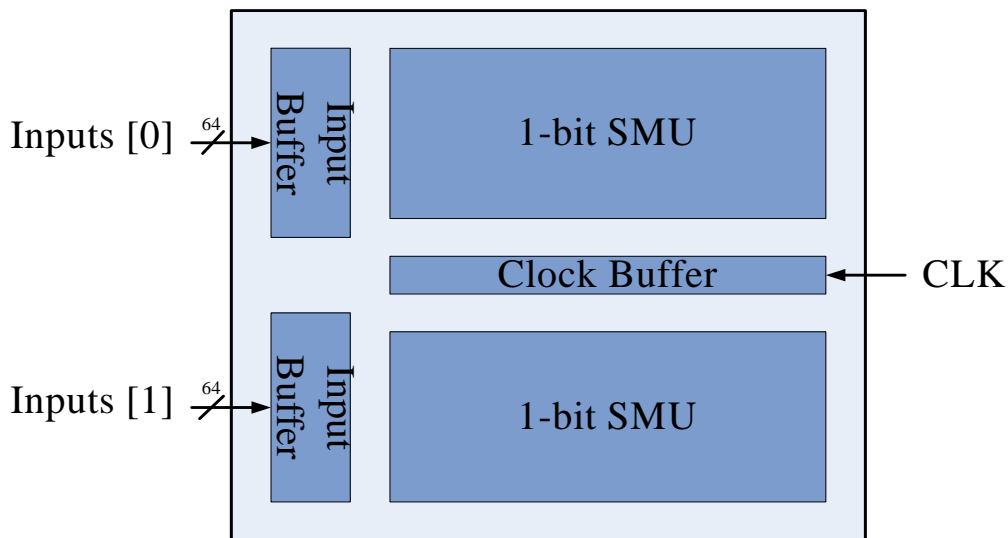 Inputs [0]
64
Input
Buffer
1-bit SMU
Clock Buffer
CLK
Inputs [1]
64
Input
Buffer
1-bit SMU